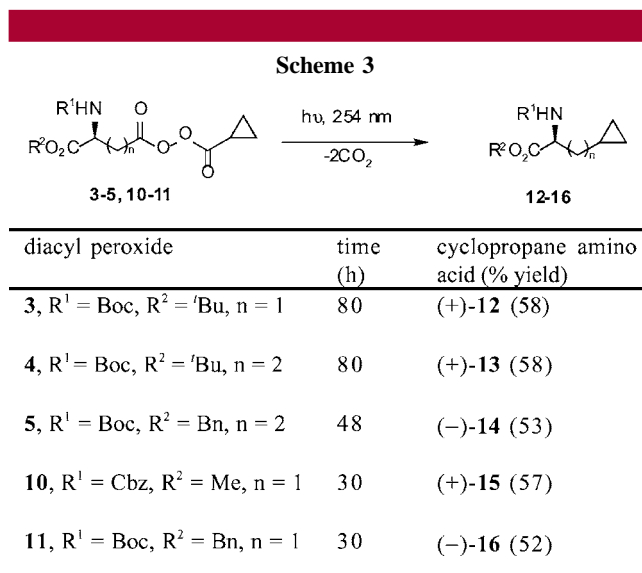 Scheme 3
R¹HN O
R²O₂C ( )n O O
O
3-5, 10-11
hυ, 254 nm
-2CO₂
R¹HN
R²O₂C ( )n
12-16
diacyl peroxide time cyclopropane amino
(h) acid (% yield)
3, R¹ = Boc, R² = ᵗBu, n = 1 80 (+)-12 (58)
4, R¹ = Boc, R² = ᵗBu, n = 2 80 (+)-13 (58)
5, R¹ = Boc, R² = Bn, n = 2 48 (−)-14 (53)
10, R¹ = Cbz, R² = Me, n = 1 30 (+)-15 (57)
11, R¹ = Boc, R² = Bn, n = 1 30 (−)-16 (52)